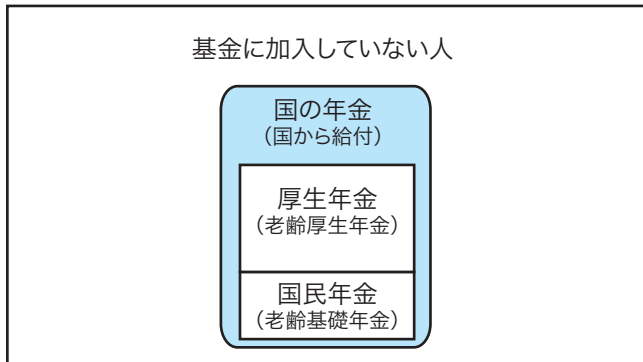 基金に加入していない人
国の年金
（国から給付）
厚生年金
（老齢厚生年金）
国民年金
（老齢基礎年金）